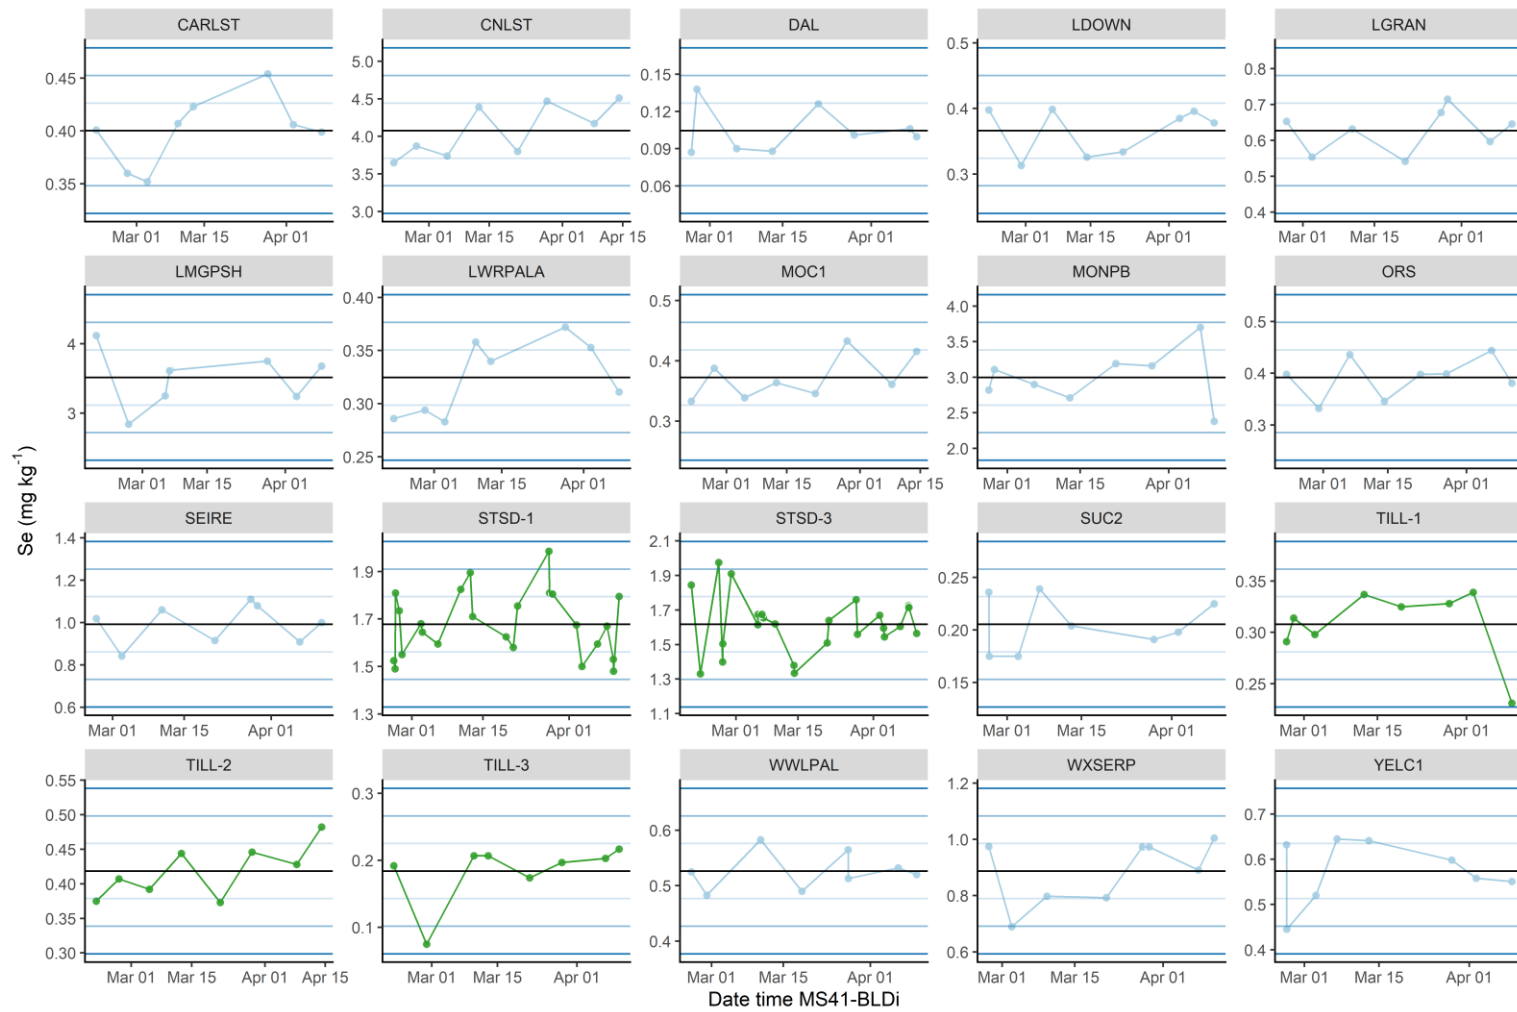 CARLST CNLST DAL LDOWN LGRAN
0.45 0.40 0.35
5.0 4.5 4.0 3.5 3.0
0.15 0.12 0.09 0.06
0.5 0.4 0.3
0.8 0.7 0.6 0.5 0.4
Mar 01 Mar 15 Apr 01 Mar 01 Mar 15 Apr 01 Apr 15 Mar 01 Mar 15 Apr 01 Mar 01 Mar 15 Apr 01 Mar 01 Mar 15 Apr 01
LMGPSH LWRPALA MOC1 MONPB ORS
4 3
0.40 0.35 0.30 0.25
0.5 0.4 0.3
4.0 3.5 3.0 2.5 2.0
0.5 0.4 0.3
Mar 01 Mar 15 Apr 01 Mar 01 Mar 15 Apr 01 Mar 01 Mar 15 Apr 01 Apr 15 Mar 01 Mar 15 Apr 01 Mar 01 Mar 15 Apr 01
Se (mg kg⁻¹)
SEIRE STSD-1 STSD-3 SUC2 TILL-1
1.4 1.2 1.0 0.8 0.6
1.9 1.7 1.5 1.3
2.1 1.9 1.7 1.5 1.3 1.1
0.25 0.20 0.15
0.35 0.30 0.25
Mar 01 Mar 15 Apr 01 Mar 01 Mar 15 Apr 01 Mar 01 Mar 15 Apr 01 Mar 01 Mar 15 Apr 01 Mar 01 Mar 15 Apr 01
TILL-2 TILL-3 WWLPAL WXSERP YELC1
0.55 0.50 0.45 0.40 0.35 0.30
0.3 0.2 0.1
0.6 0.5 0.4
1.2 1.0 0.8 0.6
0.7 0.6 0.5 0.4
Mar 01 Mar 15 Apr 01 Apr 15 Mar 01 Mar 15 Apr 01 Mar 01 Mar 15 Apr 01 Mar 01 Mar 15 Apr 01 Mar 01 Mar 15 Apr 01
Date time MS41-BLDi